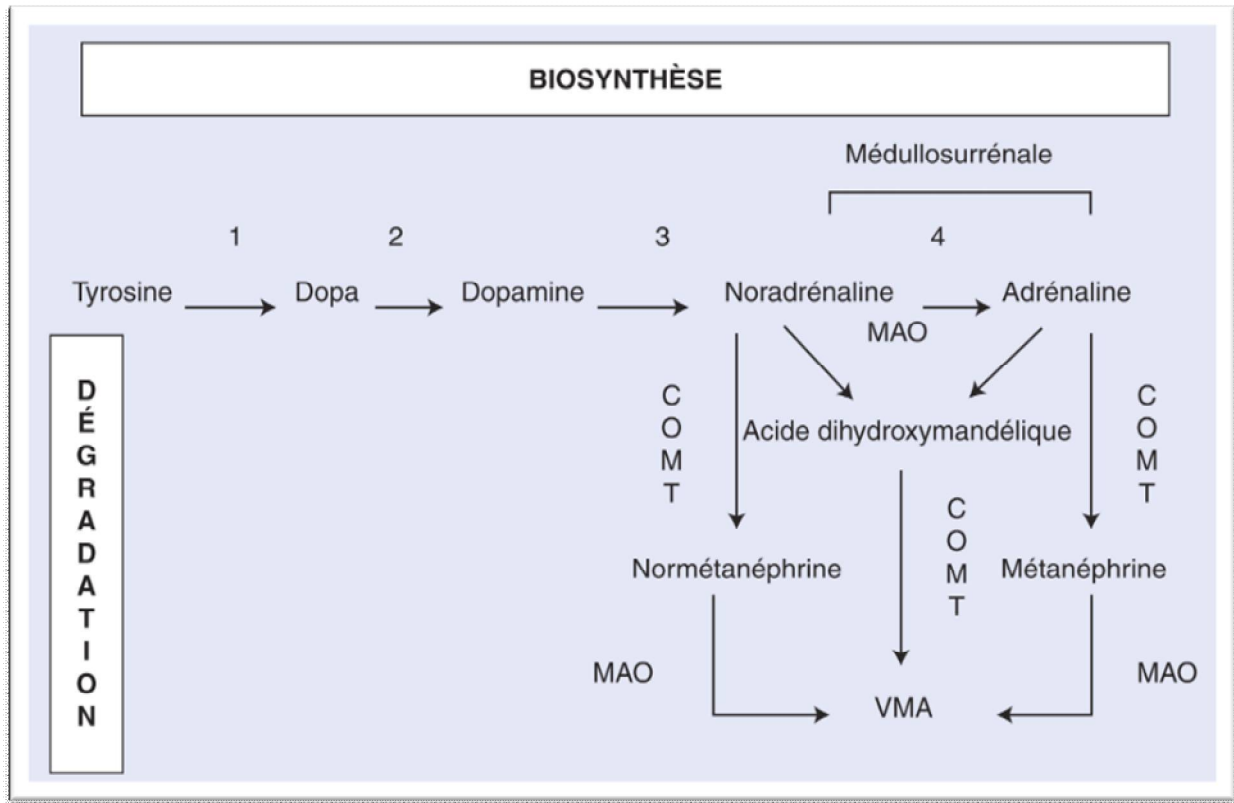 BIOSYNTHÈSE
Médullosurrénale
1 2 3 4
Tyrosine Dopa Dopamine Noradrénaline Adrénaline
MAO
DÉGRADATION
COMT
Acide dihydroxymandélique
COMT
COMT
Normétanéphrine Métanéphrine
MAO VMA MAO